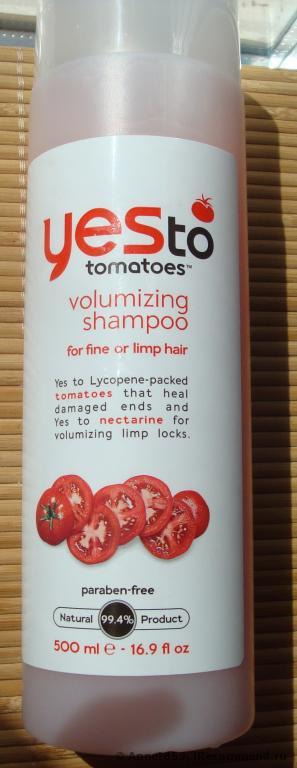 yes to
tomatoes™
volumizing
shampoo
for fine or limp hair
Yes to Lycopene-packed
tomatoes that heal
damaged ends and
Yes to nectarine for
volumizing limp locks.
paraben-free
Natural 99.4% Product
500 ml ℮ - 16.9 fl oz